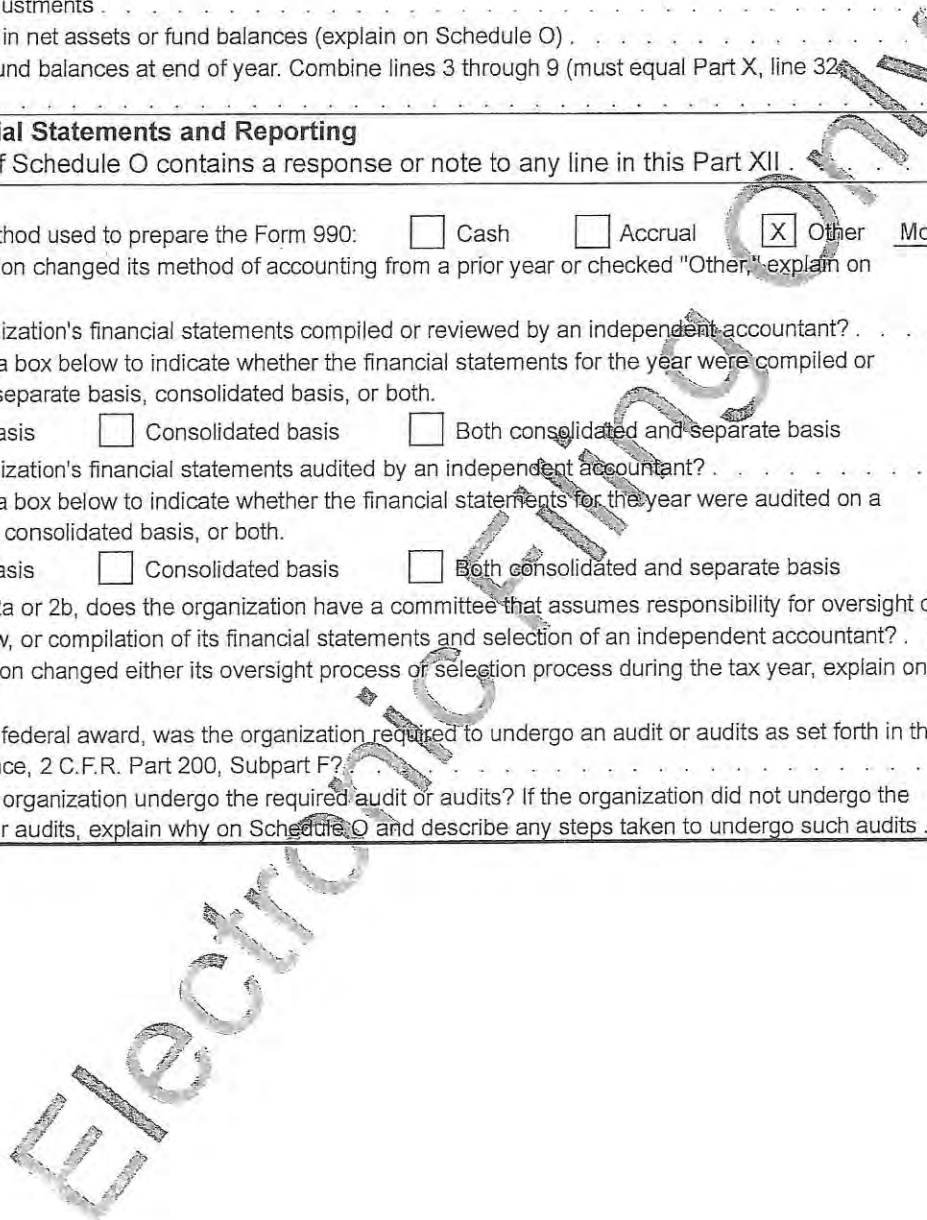 ustments . . . . . . . . . . . . . . . . . . . . . . . . . . . .
in net assets or fund balances (explain on Schedule O) . . . . . . . . . . . .
und balances at end of year. Combine lines 3 through 9 (must equal Part X, line 32
. . . . . . . . . . . . . . . . . . . . . . . . . . . . . . . .
ial Statements and Reporting
f Schedule O contains a response or note to any line in this Part XII . . . . .
thod used to prepare the Form 990: Cash Accrual X Other Mo
on changed its method of accounting from a prior year or checked "Other," explain on
ization's financial statements compiled or reviewed by an independent accountant? . . .
a box below to indicate whether the financial statements for the year were compiled or
separate basis, consolidated basis, or both.
asis Consolidated basis Both consolidated and separate basis
ization's financial statements audited by an independent accountant? . . . . . . . . .
a box below to indicate whether the financial statements for the year were audited on a
consolidated basis, or both.
asis Consolidated basis Both consolidated and separate basis
2a or 2b, does the organization have a committee that assumes responsibility for oversight o
w, or compilation of its financial statements and selection of an independent accountant? .
on changed either its oversight process or selection process during the tax year, explain on
federal award, was the organization required to undergo an audit or audits as set forth in th
ce, 2 C.F.R. Part 200, Subpart F? . . . . . . . . . . . . . . . . . . .
organization undergo the required audit or audits? If the organization did not undergo the
r audits, explain why on Schedule O and describe any steps taken to undergo such audits .
Electronic Filing Only